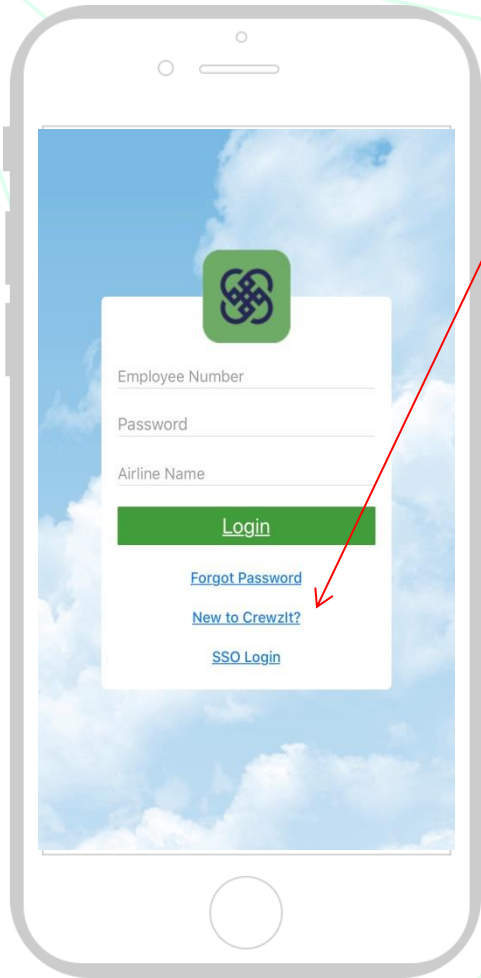 Employee Number
Password
Airline Name
Login
Forgot Password
New to CrewzIt?
SSO Login